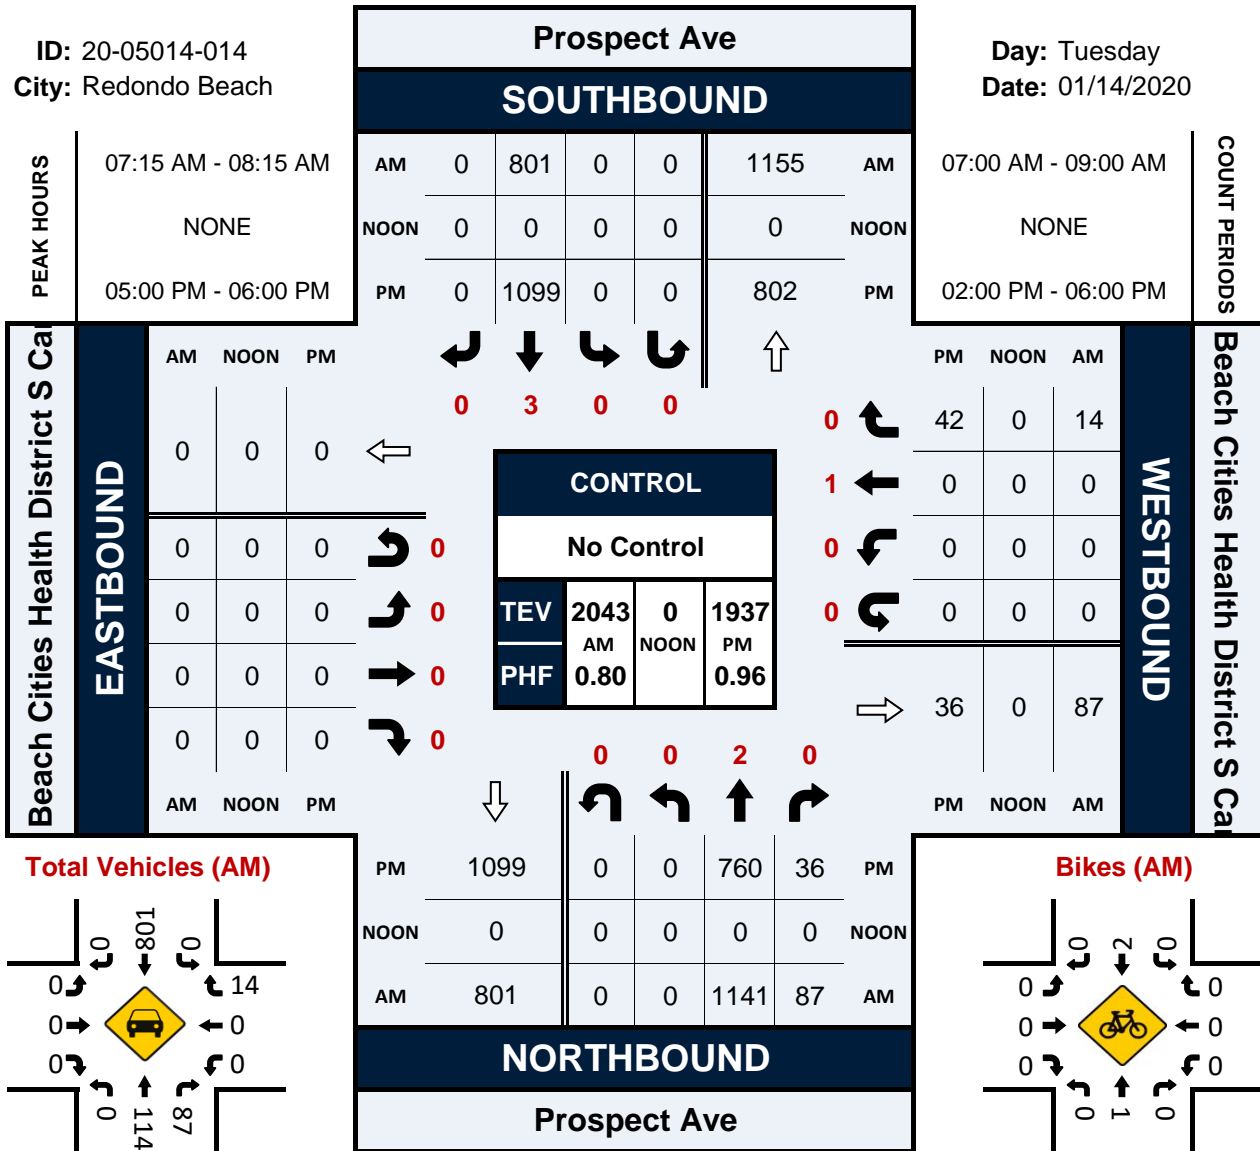 ID: 20-05014-014
City: Redondo Beach
Prospect Ave
SOUTHBOUND
Day: Tuesday
Date: 01/14/2020
PEAK HOURS
07:15 AM - 08:15 AM
NONE
05:00 PM - 06:00 PM
AM 0 801 0 0 1155 AM
NOON 0 0 0 0 0 NOON
PM 0 1099 0 0 802 PM
07:00 AM - 09:00 AM
NONE
02:00 PM - 06:00 PM
COUNT PERIODS
0 3 0 0
Beach Cities Health District S Car
EASTBOUND
AM NOON PM
0 0 0
0 0 0 0
0 0 0 0
0 0 0 0
0 0 0 0
AM NOON PM
CONTROL
No Control
TEV 2043 0 1937
AM NOON PM
PHF 0.80 0.96
PM NOON AM
0 42 0 14
1 0 0 0
0 0 0 0
0 0 0 0
36 0 87
PM NOON AM
WESTBOUND
Beach Cities Health District S Car
0 0 2 0
PM 1099 0 0 760 36 PM
NOON 0 0 0 0 0 NOON
AM 801 0 0 1141 87 AM
NORTHBOUND
Prospect Ave
Total Vehicles (AM)
0 801 0
0 14
0 0
0 0
0 114 87
Bikes (AM)
0 2 0
0 0
0 0
0 0
0 1 0